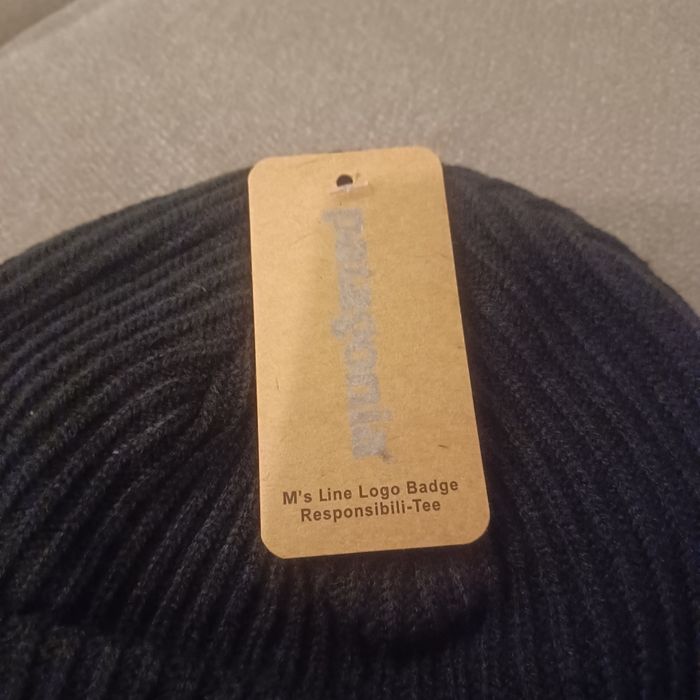 patagonia
M's Line Logo Badge
Responsibili-Tee